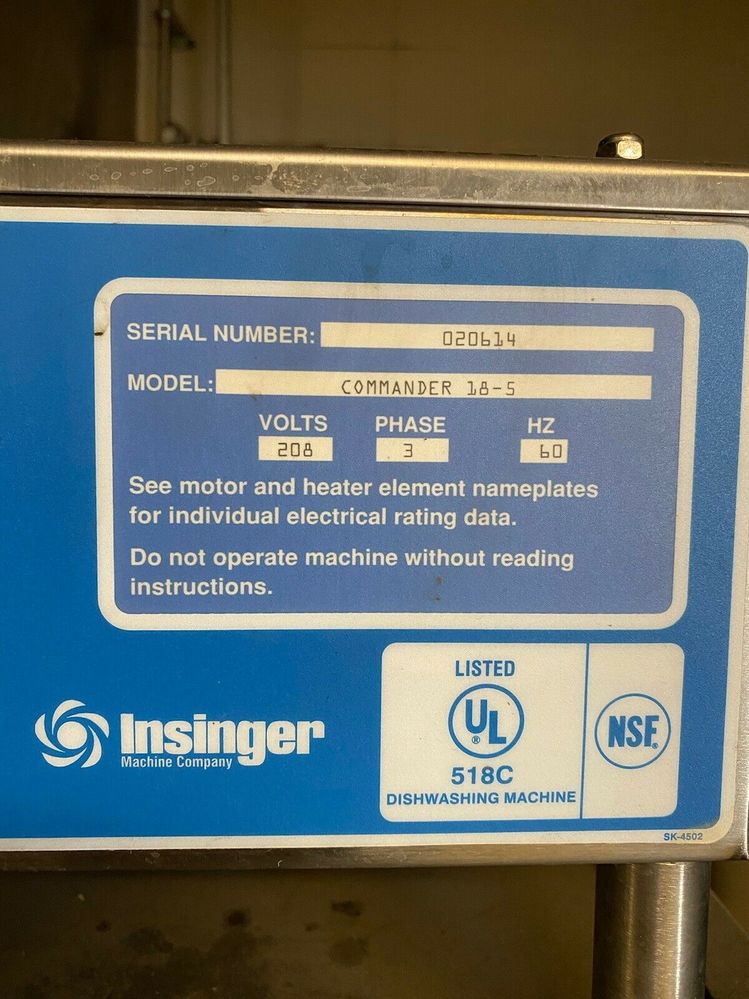 SERIAL NUMBER: 020614
MODEL: COMMANDER 18-5
VOLTS PHASE HZ
208 3 60
See motor and heater element nameplates
for individual electrical rating data.
Do not operate machine without reading
instructions.
Insinger
Machine Company
LISTED
UL
®
518C
DISHWASHING MACHINE
NSF®
SK-4502